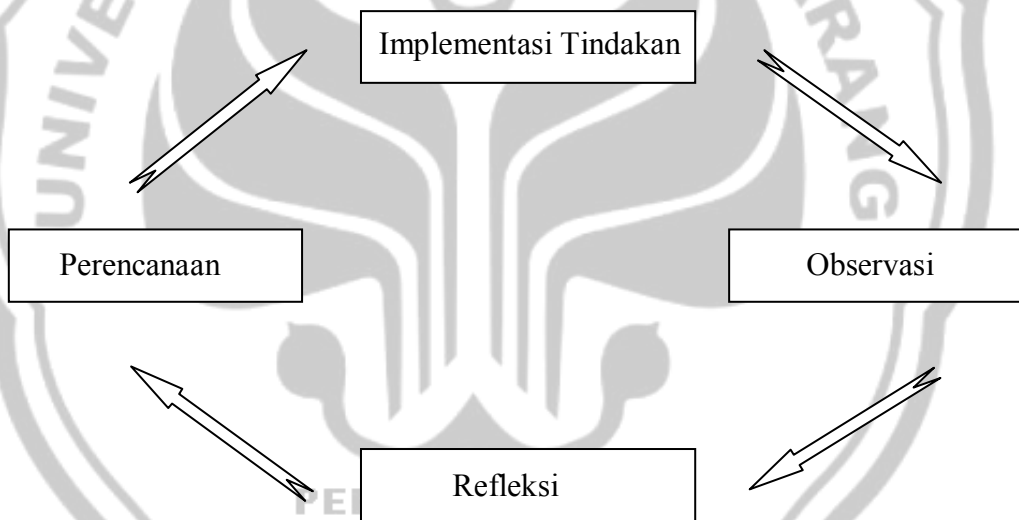 Implementasi Tindakan
Perencanaan
Observasi
Refleksi